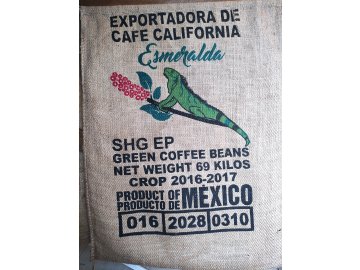 EXPORTADORA DE
CAFE CALIFORNIA
Esmeralda
SHG EP
GREEN COFFEE BEANS
NET WEIGHT 69 KILOS
CROP 2016-2017
PRODUCT OF
PRODUCTO DE MÉXICO
016 2028 0310